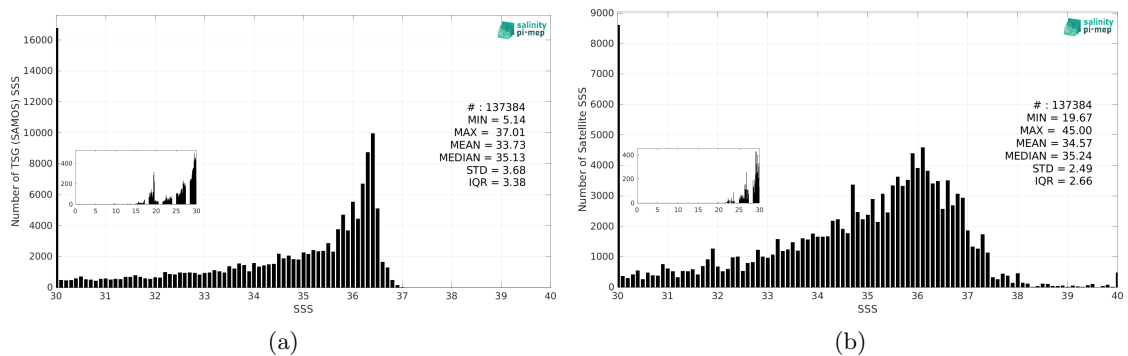 salinity
pi-mep
Number of TSG (SAMOS) SSS
16000
14000
12000
10000
8000
6000
4000
2000
0
# : 137384
MIN = 5.14
MAX = 37.01
MEAN = 33.73
MEDIAN = 35.13
STD = 3.68
IQR = 3.38
400
200
0
0 5 10 15 20 25 30
30 31 32 33 34 35 36 37 38 39 40
SSS
(a)
salinity
pi-mep
Number of Satellite SSS
9000
8000
7000
6000
5000
4000
3000
2000
1000
0
# : 137384
MIN = 19.67
MAX = 45.00
MEAN = 34.57
MEDIAN = 35.24
STD = 2.49
IQR = 2.66
400
200
0
0 5 10 15 20 25 30
30 31 32 33 34 35 36 37 38 39 40
SSS
(b)